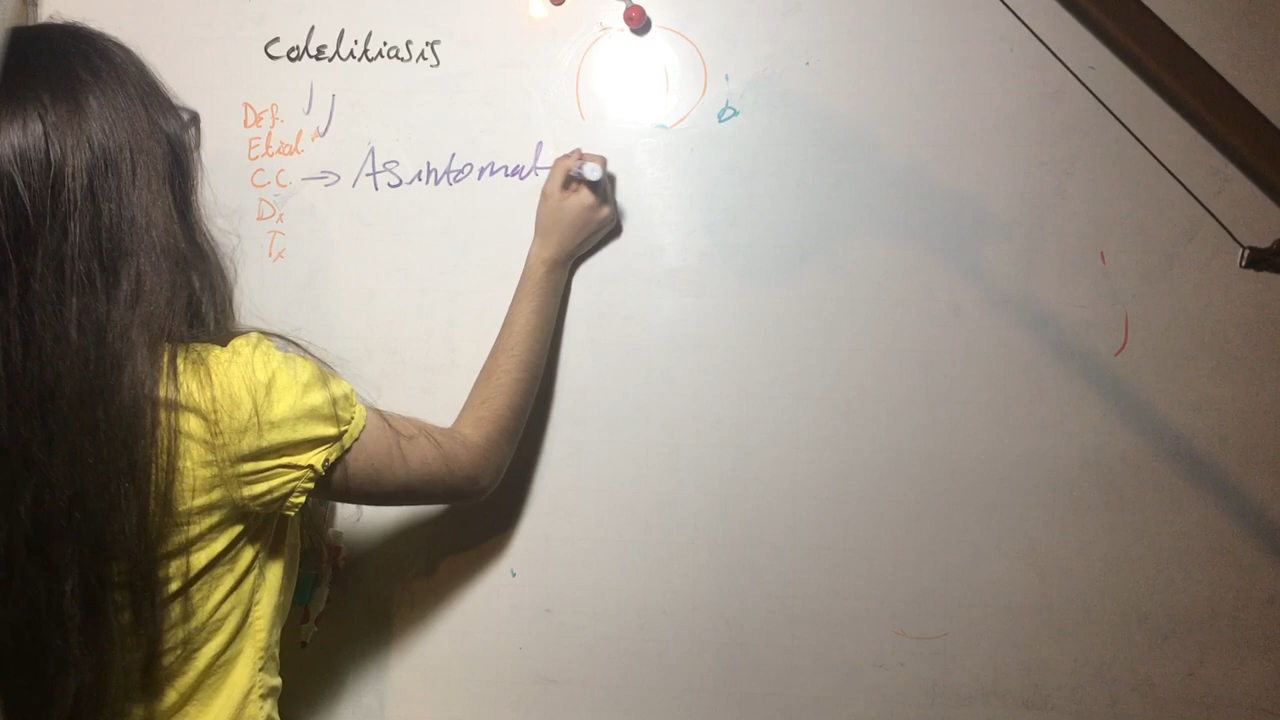 Colelitiasis
Def.
Etiol.*
C.C. → Asintomat
Dx
Tx
b